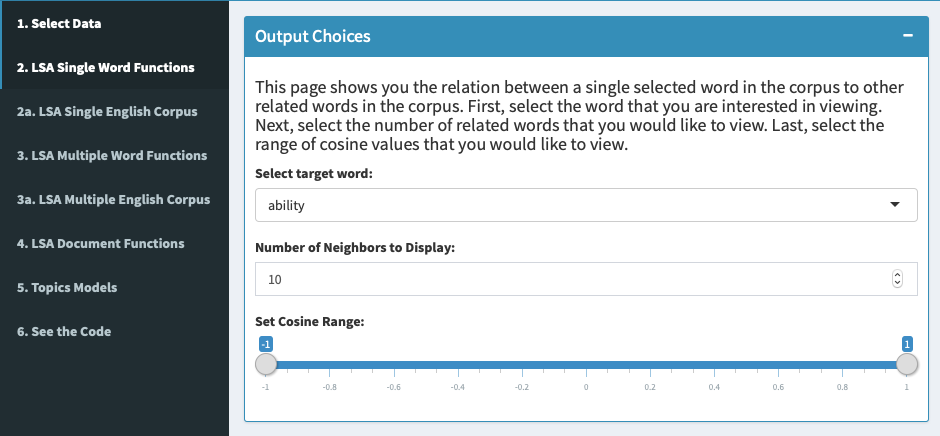 1. Select Data
2. LSA Single Word Functions
2a. LSA Single English Corpus
3. LSA Multiple Word Functions
3a. LSA Multiple English Corpus
4. LSA Document Functions
5. Topics Models
6. See the Code
Output Choices
This page shows you the relation between a single selected word in the corpus to other
related words in the corpus. First, select the word that you are interested in viewing.
Next, select the number of related words that you would like to view. Last, select the
range of cosine values that you would like to view.
Select target word:
ability
Number of Neighbors to Display:
10
Set Cosine Range:
-1 1
-1 -0.8 -0.6 -0.4 -0.2 0 0.2 0.4 0.6 0.8 1